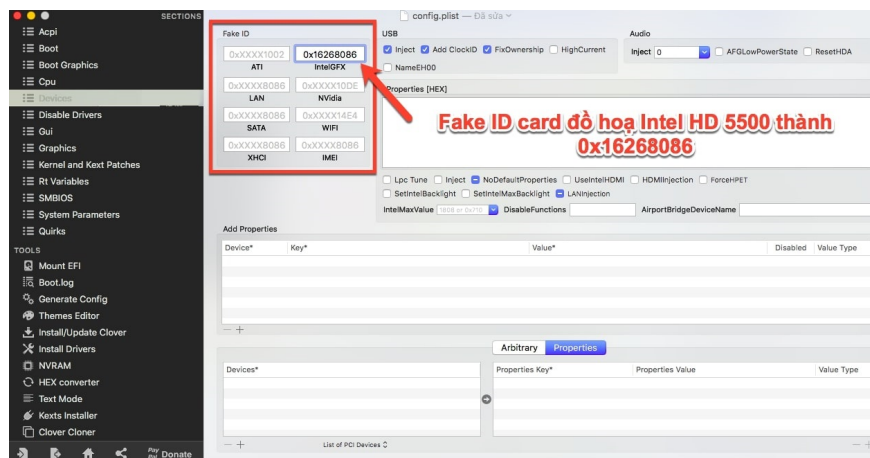 SECTIONS
Acpi
Boot
Boot Graphics
Cpu
Devices
Disable Drivers
Gui
Graphics
Kernel and Kext Patches
Rt Variables
SMBIOS
System Parameters
Quirks
TOOLS
Mount EFI
Boot.log
Generate Config
Themes Editor
Install/Update Clover
Install Drivers
NVRAM
HEX converter
Text Mode
Kexts Installer
Clover Cloner
Donate
config.plist — Đã sửa
Fake ID
0xXXXX1002 0x16268086
ATI IntelGFX
0xXXXX8086 0xXXXX10DE
LAN NVidia
0xXXXX8086 0xXXXX14E4
SATA WIFI
0xXXXX8086 0xXXXX8086
XHCI IMEI
USB
Inject Add ClockID FixOwnership HighCurrent
NameEH00
Audio
Inject 0 AFGLowPowerState ResetHDA
Properties [HEX]
Fake ID card đồ hoạ Intel HD 5500 thành
0x16268086
Lpc Tune Inject NoDefaultProperties UseIntelHDMI HDMIInjection ForceHPET
SetIntelBacklight SetIntelMaxBacklight LANInjection
IntelMaxValue 1808 or 0x710 DisableFunctions AirportBridgeDeviceName
Add Properties
Device* Key* Value* Disabled Value Type
Arbitrary Properties
Devices* Properties Key* Properties Value Value Type
List of PCI Devices